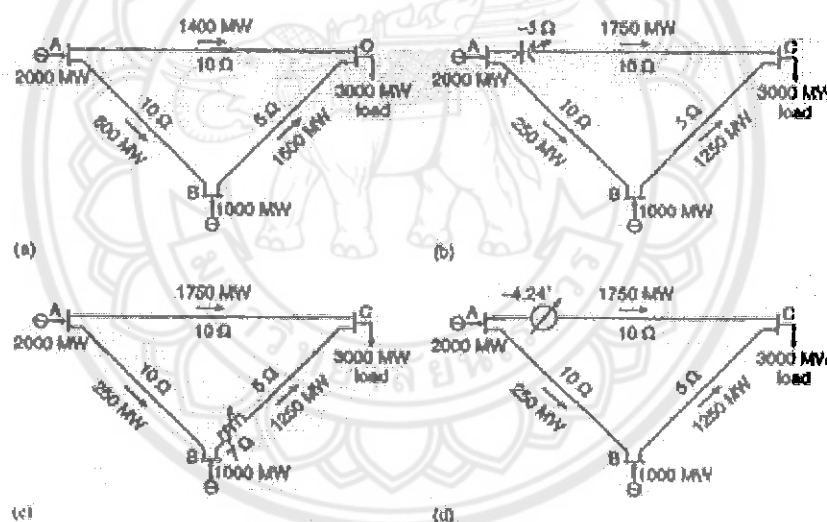 (a)
1400 MW
A
10 Ω
C
2000 MW
3000 MW
load
10 Ω
600 MW
5 Ω
1600 MW
B
1000 MW
(b)
-5 Ω
1750 MW
A
10 Ω
C
2000 MW
3000 MW
load
10 Ω
250 MW
5 Ω
1250 MW
B
1000 MW
(c)
1750 MW
A
10 Ω
C
2000 MW
3000 MW
load
10 Ω
250 MW
5 Ω
1250 MW
7 Ω
B
1000 MW
(d)
-4.24°
1750 MW
A
10 Ω
C
2000 MW
3000 MW
load
10 Ω
250 MW
5 Ω
1250 MW
B
1000 MW